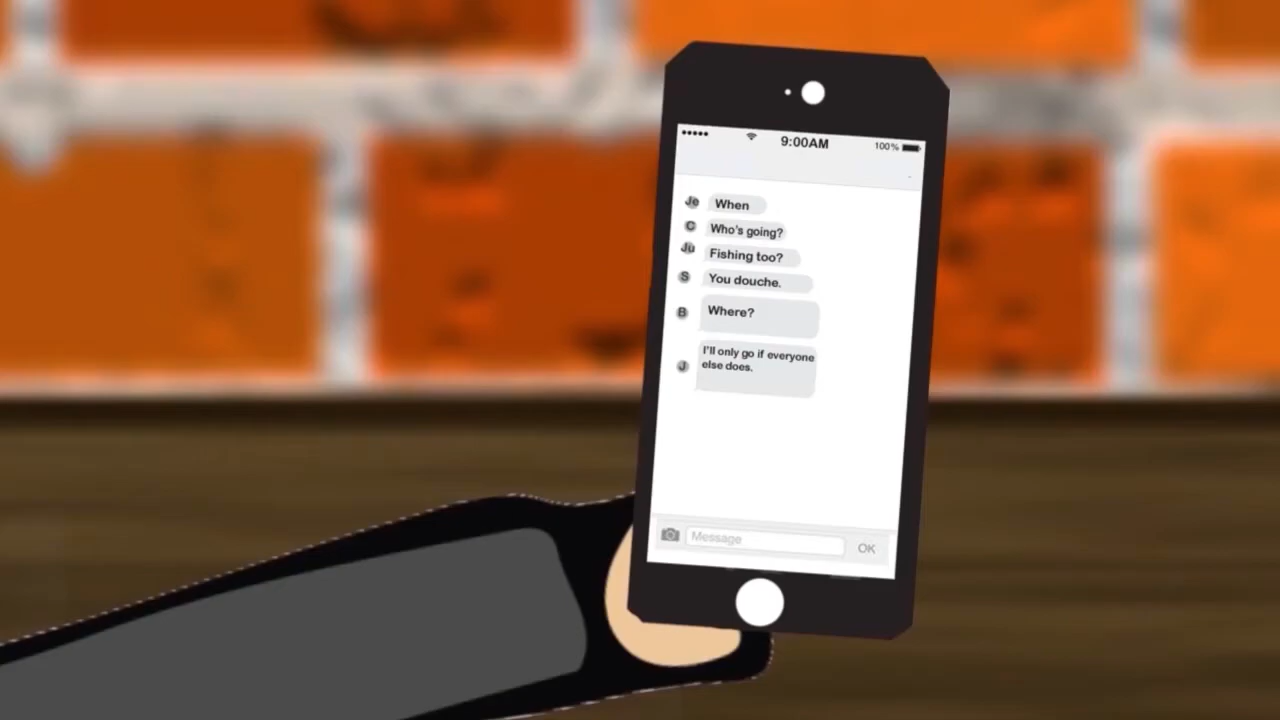 9:00AM
100%
Je When
C Who's going?
Ju Fishing too?
S You douche.
B Where?
J I'll only go if everyone
else does.
Message
OK